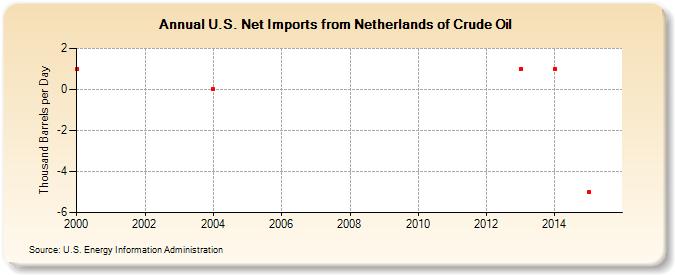 Annual U.S. Net Imports from Netherlands of Crude Oil
Thousand Barrels per Day
2
0
-2
-4
-6
2000 2002 2004 2006 2008 2010 2012 2014
Source: U.S. Energy Information Administration